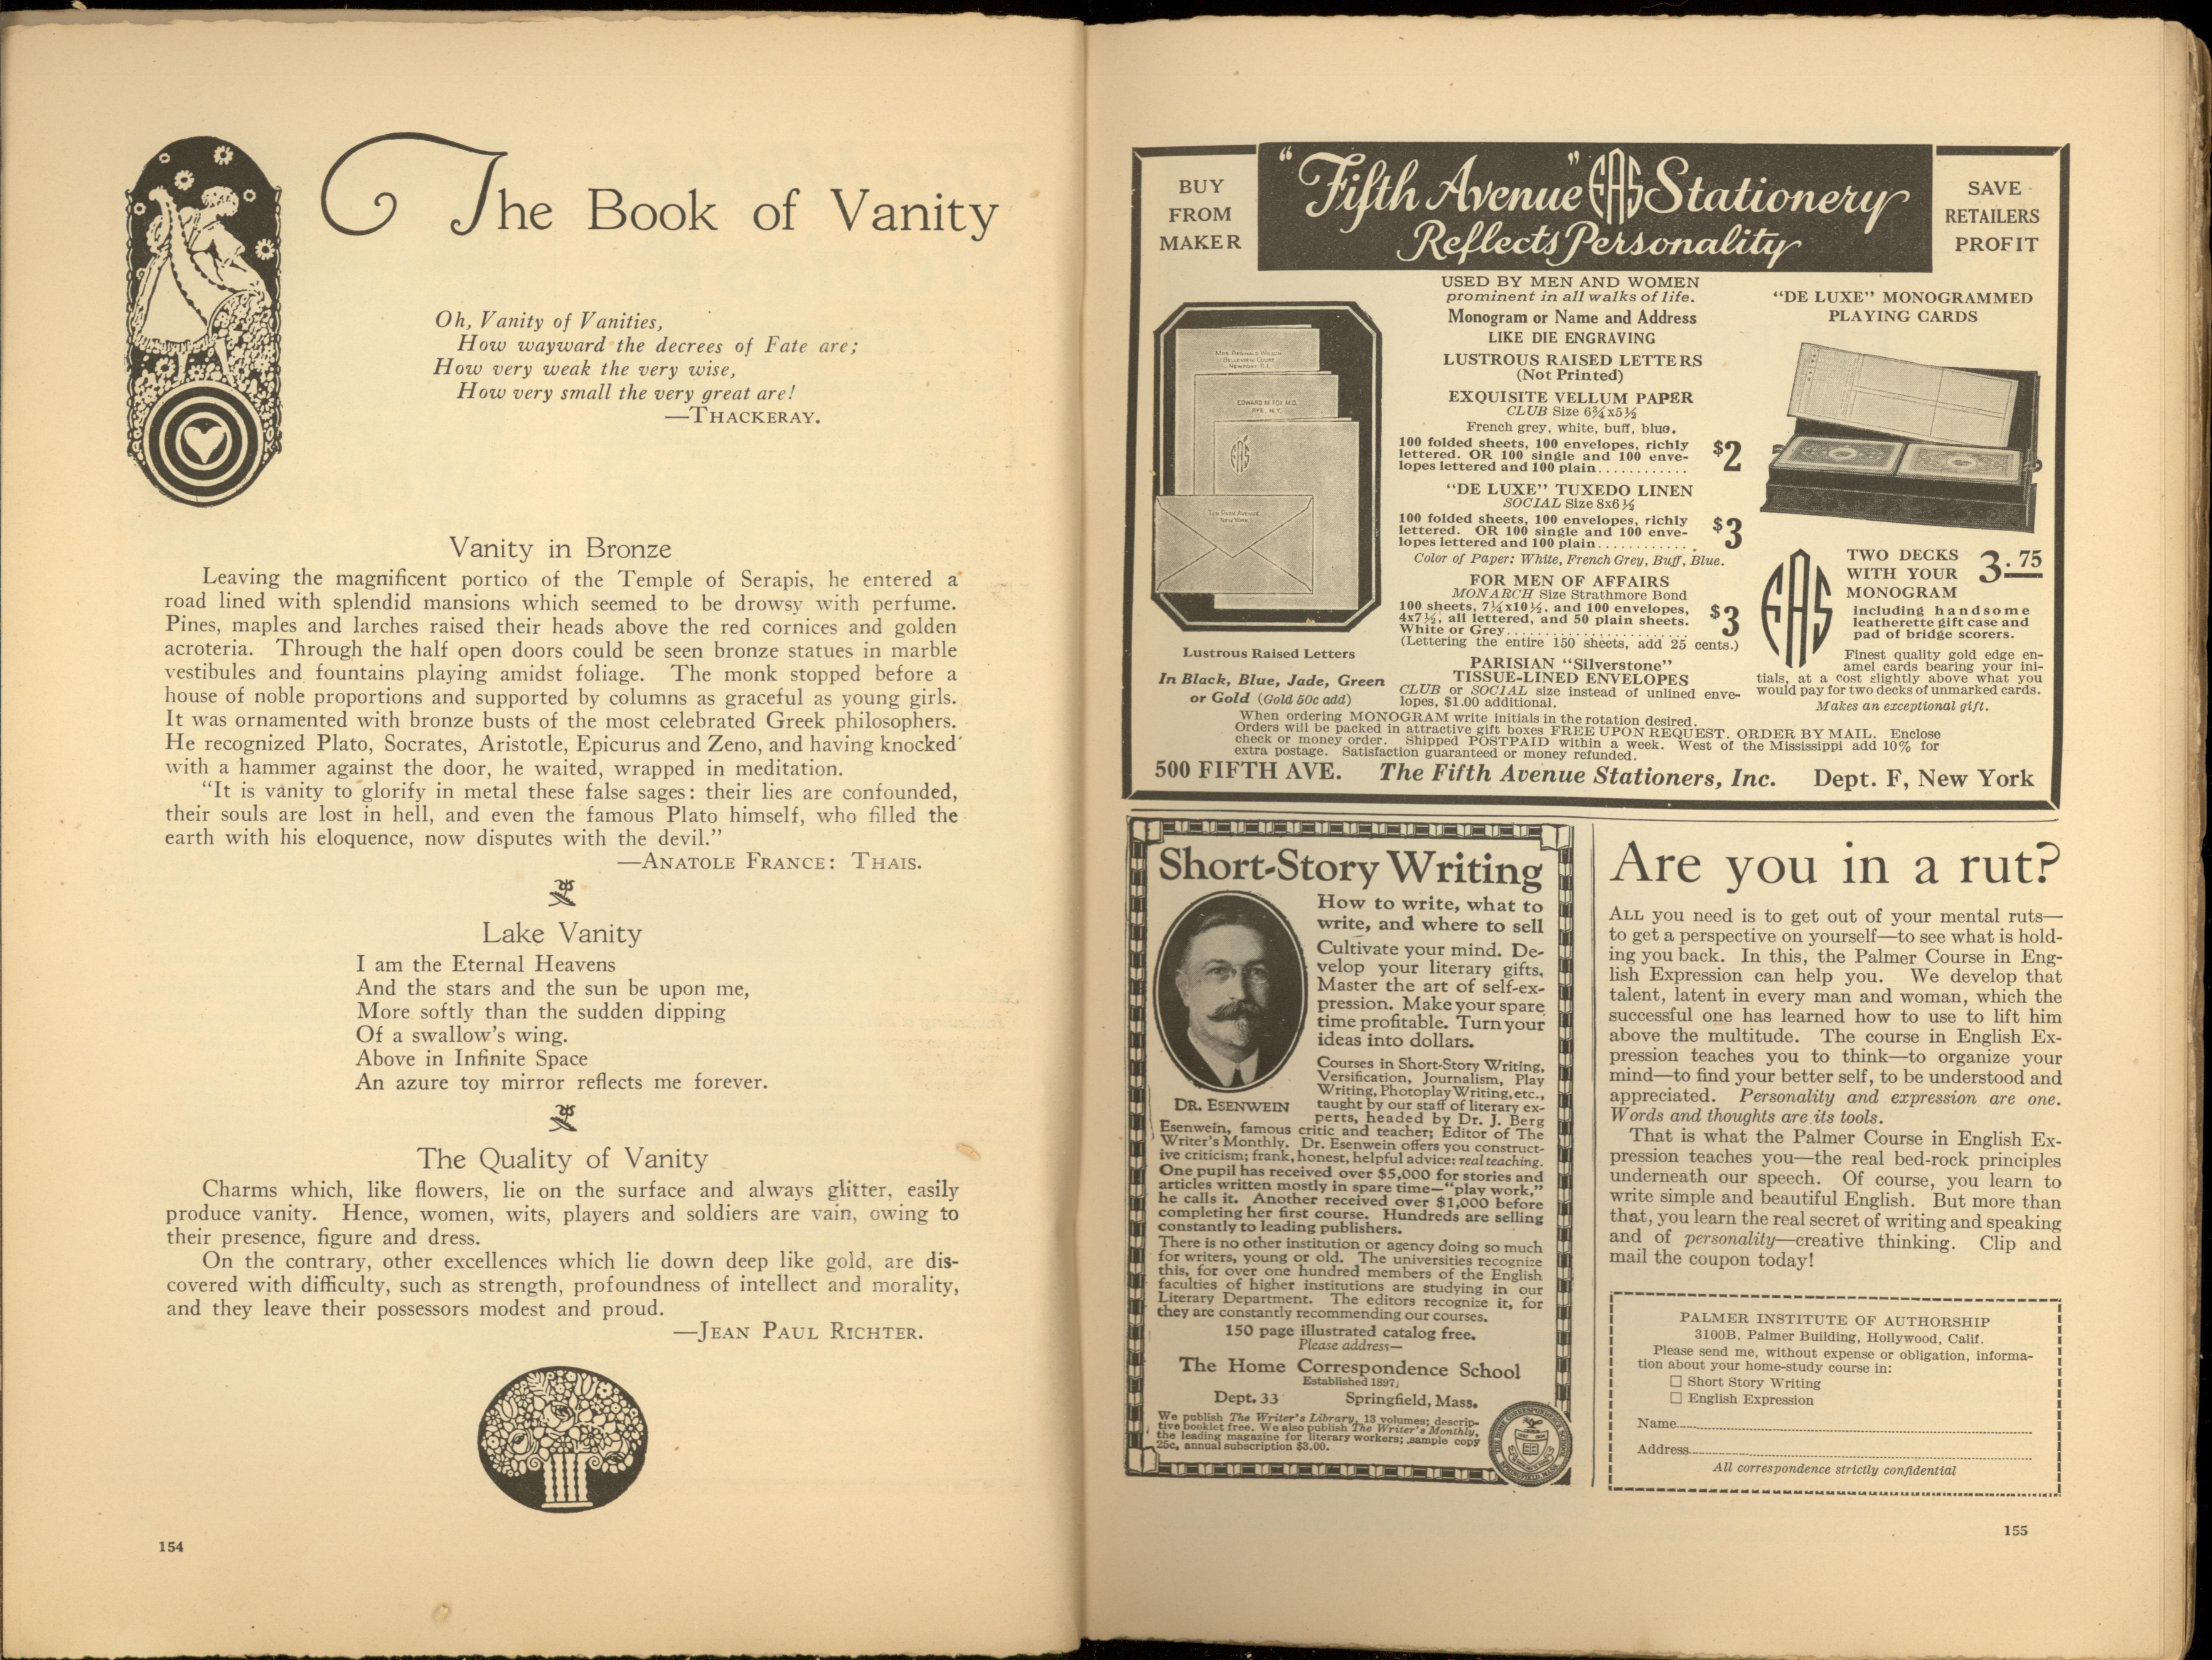 The Book of Vanity
Oh, Vanity of Vanities,
How wayward the decrees of Fate are;
How very weak the very wise,
How very small the very great are!
—THACKERAY.
Vanity in Bronze
Leaving the magnificent portico of the Temple of Serapis, he entered a
road lined with splendid mansions which seemed to be drowsy with perfume.
Pines, maples and larches raised their heads above the red cornices and golden
acroteria. Through the half open doors could be seen bronze statues in marble
vestibules and fountains playing amidst foliage. The monk stopped before a
house of noble proportions and supported by columns as graceful as young girls.
It was ornamented with bronze busts of the most celebrated Greek philosophers.
He recognized Plato, Socrates, Aristotle, Epicurus and Zeno, and having knocked
with a hammer against the door, he waited, wrapped in meditation.
"It is vanity to glorify in metal these false sages: their lies are confounded,
their souls are lost in hell, and even the famous Plato himself, who filled the
earth with his eloquence, now disputes with the devil."
—ANATOLE FRANCE: THAIS.
Lake Vanity
I am the Eternal Heavens
And the stars and the sun be upon me,
More softly than the sudden dipping
Of a swallow's wing.
Above in Infinite Space
An azure toy mirror reflects me forever.
The Quality of Vanity
Charms which, like flowers, lie on the surface and always glitter, easily
produce vanity. Hence, women, wits, players and soldiers are vain, owing to
their presence, figure and dress.
On the contrary, other excellences which lie down deep like gold, are dis-
covered with difficulty, such as strength, profoundness of intellect and morality,
and they leave their possessors modest and proud.
—JEAN PAUL RICHTER.
154
BUY
FROM
MAKER
"Fifth Avenue" EAS Stationery
Reflects Personality
SAVE
RETAILERS
PROFIT
MRS. REGINALD WILSON
BELLEVIEW COURT
NEWPORT R.I.
EDWARD N. FOX M.D.
RYE, N.Y.
EAS
TEN PARK AVENUE
NEW YORK
Lustrous Raised Letters
In Black, Blue, Jade, Green
or Gold (Gold 50c add)
USED BY MEN AND WOMEN
prominent in all walks of life.
Monogram or Name and Address
LIKE DIE ENGRAVING
LUSTROUS RAISED LETTERS
(Not Printed)
EXQUISITE VELLUM PAPER
CLUB Size 6¾x5½
French grey, white, buff, blue.
100 folded sheets, 100 envelopes, richly
lettered. OR 100 single and 100 enve-
lopes lettered and 100 plain............ $2
"DE LUXE" TUXEDO LINEN
SOCIAL Size 8x6½
100 folded sheets, 100 envelopes, richly
lettered. OR 100 single and 100 enve-
lopes lettered and 100 plain............ $3
Color of Paper: White, French Grey, Buff, Blue.
FOR MEN OF AFFAIRS
MONARCH Size Strathmore Bond
100 sheets, 7¼x10½, and 100 envelopes,
4x7½, all lettered, and 50 plain sheets.
White or Grey........................ $3
(Lettering the entire 150 sheets, add 25 cents.)
PARISIAN "Silverstone"
TISSUE-LINED ENVELOPES
CLUB or SOCIAL size instead of unlined enve-
lopes, $1.00 additional.
"DE LUXE" MONOGRAMMED
PLAYING CARDS
EAS
TWO DECKS
WITH YOUR
MONOGRAM
3.75
including handsome
leatherette gift case and
pad of bridge scorers.
Finest quality gold edge en-
amel cards bearing your ini-
tials, at a cost slightly above what you
would pay for two decks of unmarked cards.
Makes an exceptional gift.
When ordering MONOGRAM write initials in the rotation desired.
Orders will be packed in attractive gift boxes FREE UPON REQUEST. ORDER BY MAIL. Enclose
check or money order. Shipped POSTPAID within a week. West of the Mississippi add 10% for
extra postage. Satisfaction guaranteed or money refunded.
500 FIFTH AVE. The Fifth Avenue Stationers, Inc. Dept. F, New York
Short-Story Writing
How to write, what to
write, and where to sell
Cultivate your mind. De-
velop your literary gifts.
Master the art of self-ex-
pression. Make your spare
time profitable. Turn your
ideas into dollars.
DR. ESENWEIN
Courses in Short-Story Writing,
Versification, Journalism, Play
Writing, Photoplay Writing, etc.,
taught by our staff of literary ex-
perts, headed by Dr. J. Berg
Esenwein, famous critic and teacher; Editor of The
Writer's Monthly. Dr. Esenwein offers you construct-
ive criticism; frank, honest, helpful advice: real teaching.
One pupil has received over $5,000 for stories and
articles written mostly in spare time—"play work,"
he calls it. Another received over $1,000 before
completing her first course. Hundreds are selling
constantly to leading publishers.
There is no other institution or agency doing so much
for writers, young or old. The universities recognize
this, for over one hundred members of the English
faculties of higher institutions are studying in our
Literary Department. The editors recognize it, for
they are constantly recommending our courses.
150 page illustrated catalog free.
Please address—
The Home Correspondence School
Established 1897
Dept. 33 Springfield, Mass.
We publish The Writer's Library, 13 volumes; descrip-
tive booklet free. We also publish The Writer's Monthly,
the leading magazine for literary workers; sample copy
25c, annual subscription $3.00.
THE HOME CORRESPONDENCE SCHOOL
SPRINGFIELD MASS.
Are you in a rut?
ALL you need is to get out of your mental ruts—
to get a perspective on yourself—to see what is hold-
ing you back. In this, the Palmer Course in Eng-
lish Expression can help you. We develop that
talent, latent in every man and woman, which the
successful one has learned how to use to lift him
above the multitude. The course in English Ex-
pression teaches you to think—to organize your
mind—to find your better self, to be understood and
appreciated. Personality and expression are one.
Words and thoughts are its tools.
That is what the Palmer Course in English Ex-
pression teaches you—the real bed-rock principles
underneath our speech. Of course, you learn to
write simple and beautiful English. But more than
that, you learn the real secret of writing and speaking
and of personality—creative thinking. Clip and
mail the coupon today!
PALMER INSTITUTE OF AUTHORSHIP
3100B, Palmer Building, Hollywood, Calif.
Please send me, without expense or obligation, informa-
tion about your home-study course in:
☐ Short Story Writing
☐ English Expression
Name
Address
All correspondence strictly confidential
155